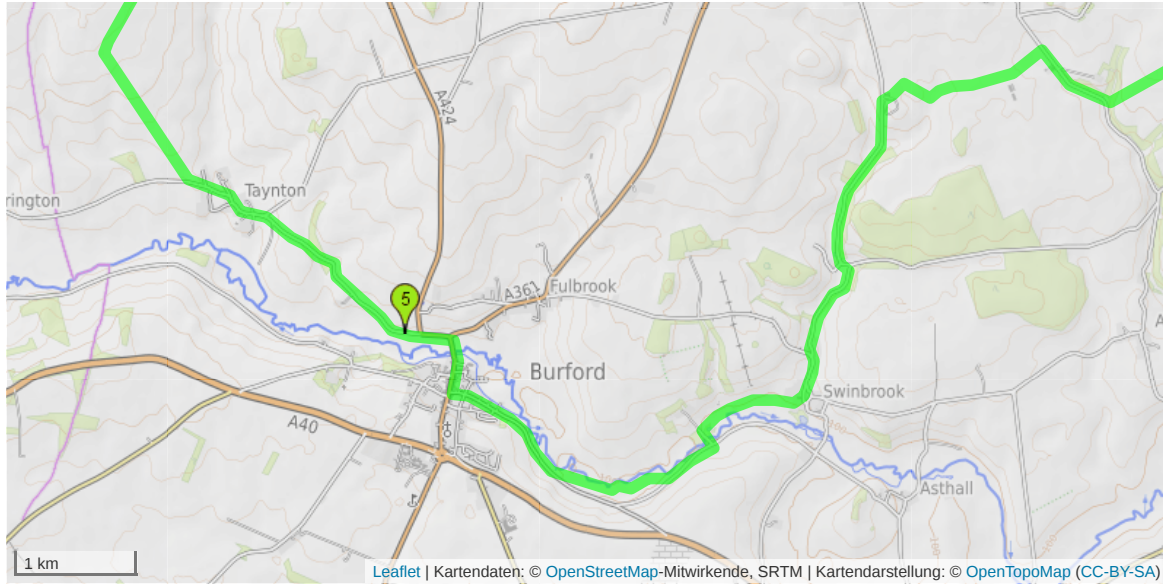 A424
Taynton
rington
5
A361
Fulbrook
Burford
Swinbrook
A40
Asthall
100
1 km
Leaflet | Kartendaten: © OpenStreetMap-Mitwirkende, SRTM | Kartendarstellung: © OpenTopoMap (CC-BY-SA)